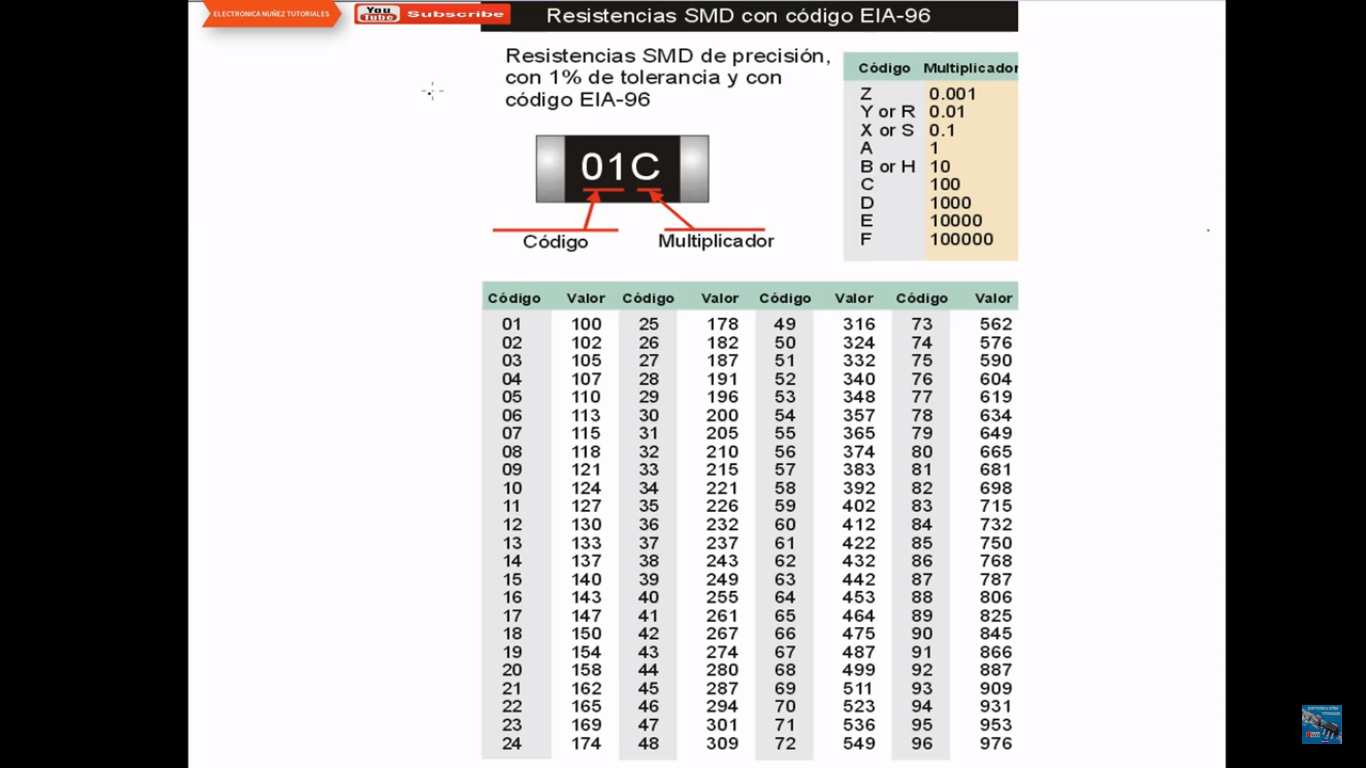 ELECTRONICA NUÑEZ TUTORIALES
You Tube Subscribe
Resistencias SMD con código EIA-96
Resistencias SMD de precisión,
con 1% de tolerancia y con
código EIA-96
01C
Código
Multiplicador
Código Multiplicador
Z 0.001
Y or R 0.01
X or S 0.1
A 1
B or H 10
C 100
D 1000
E 10000
F 100000
Código Valor Código Valor Código Valor Código Valor
01 100 25 178 49 316 73 562
02 102 26 182 50 324 74 576
03 105 27 187 51 332 75 590
04 107 28 191 52 340 76 604
05 110 29 196 53 348 77 619
06 113 30 200 54 357 78 634
07 115 31 205 55 365 79 649
08 118 32 210 56 374 80 665
09 121 33 215 57 383 81 681
10 124 34 221 58 392 82 698
11 127 35 226 59 402 83 715
12 130 36 232 60 412 84 732
13 133 37 237 61 422 85 750
14 137 38 243 62 432 86 768
15 140 39 249 63 442 87 787
16 143 40 255 64 453 88 806
17 147 41 261 65 464 89 825
18 150 42 267 66 475 90 845
19 154 43 274 67 487 91 866
20 158 44 280 68 499 92 887
21 162 45 287 69 511 93 909
22 165 46 294 70 523 94 931
23 169 47 301 71 536 95 953
24 174 48 309 72 549 96 976